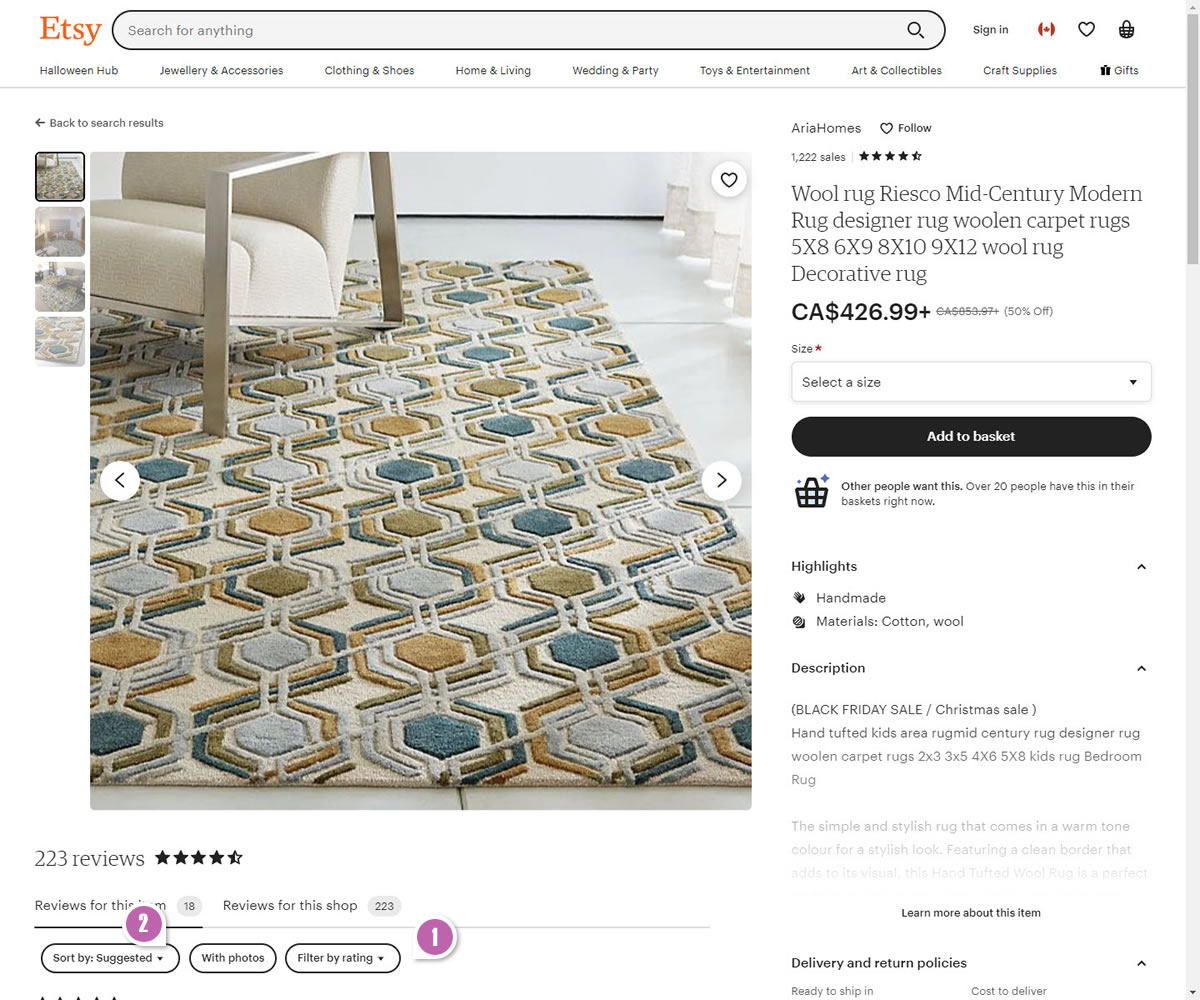 Etsy
Search for anything
Sign in
Halloween Hub
Jewellery & Accessories
Clothing & Shoes
Home & Living
Wedding & Party
Toys & Entertainment
Art & Collectibles
Craft Supplies
Gifts
← Back to search results
AriaHomes
Follow
1,222 sales
Wool rug Riesco Mid-Century Modern
Rug designer rug woolen carpet rugs
5X8 6X9 8X10 9X12 wool rug
Decorative rug
CA$426.99+ CA$853.97+ (50% Off)
Size *
Select a size
Add to basket
Other people want this. Over 20 people have this in their
baskets right now.
Highlights
Handmade
Materials: Cotton, wool
Description
(BLACK FRIDAY SALE / Christmas sale )
Hand tufted kids area rugmid century rug designer rug
woolen carpet rugs 2x3 3x5 4X6 5X8 kids rug Bedroom
Rug
The simple and stylish rug that comes in a warm tone
colour for a stylish look. Featuring a clean border that
adds to its visual, this Hand Tufted Wool Rug is a perfect
Learn more about this item
Delivery and return policies
Ready to ship in
Cost to deliver
223 reviews
Reviews for this item 18
Reviews for this shop 223
2
1
Sort by: Suggested
With photos
Filter by rating